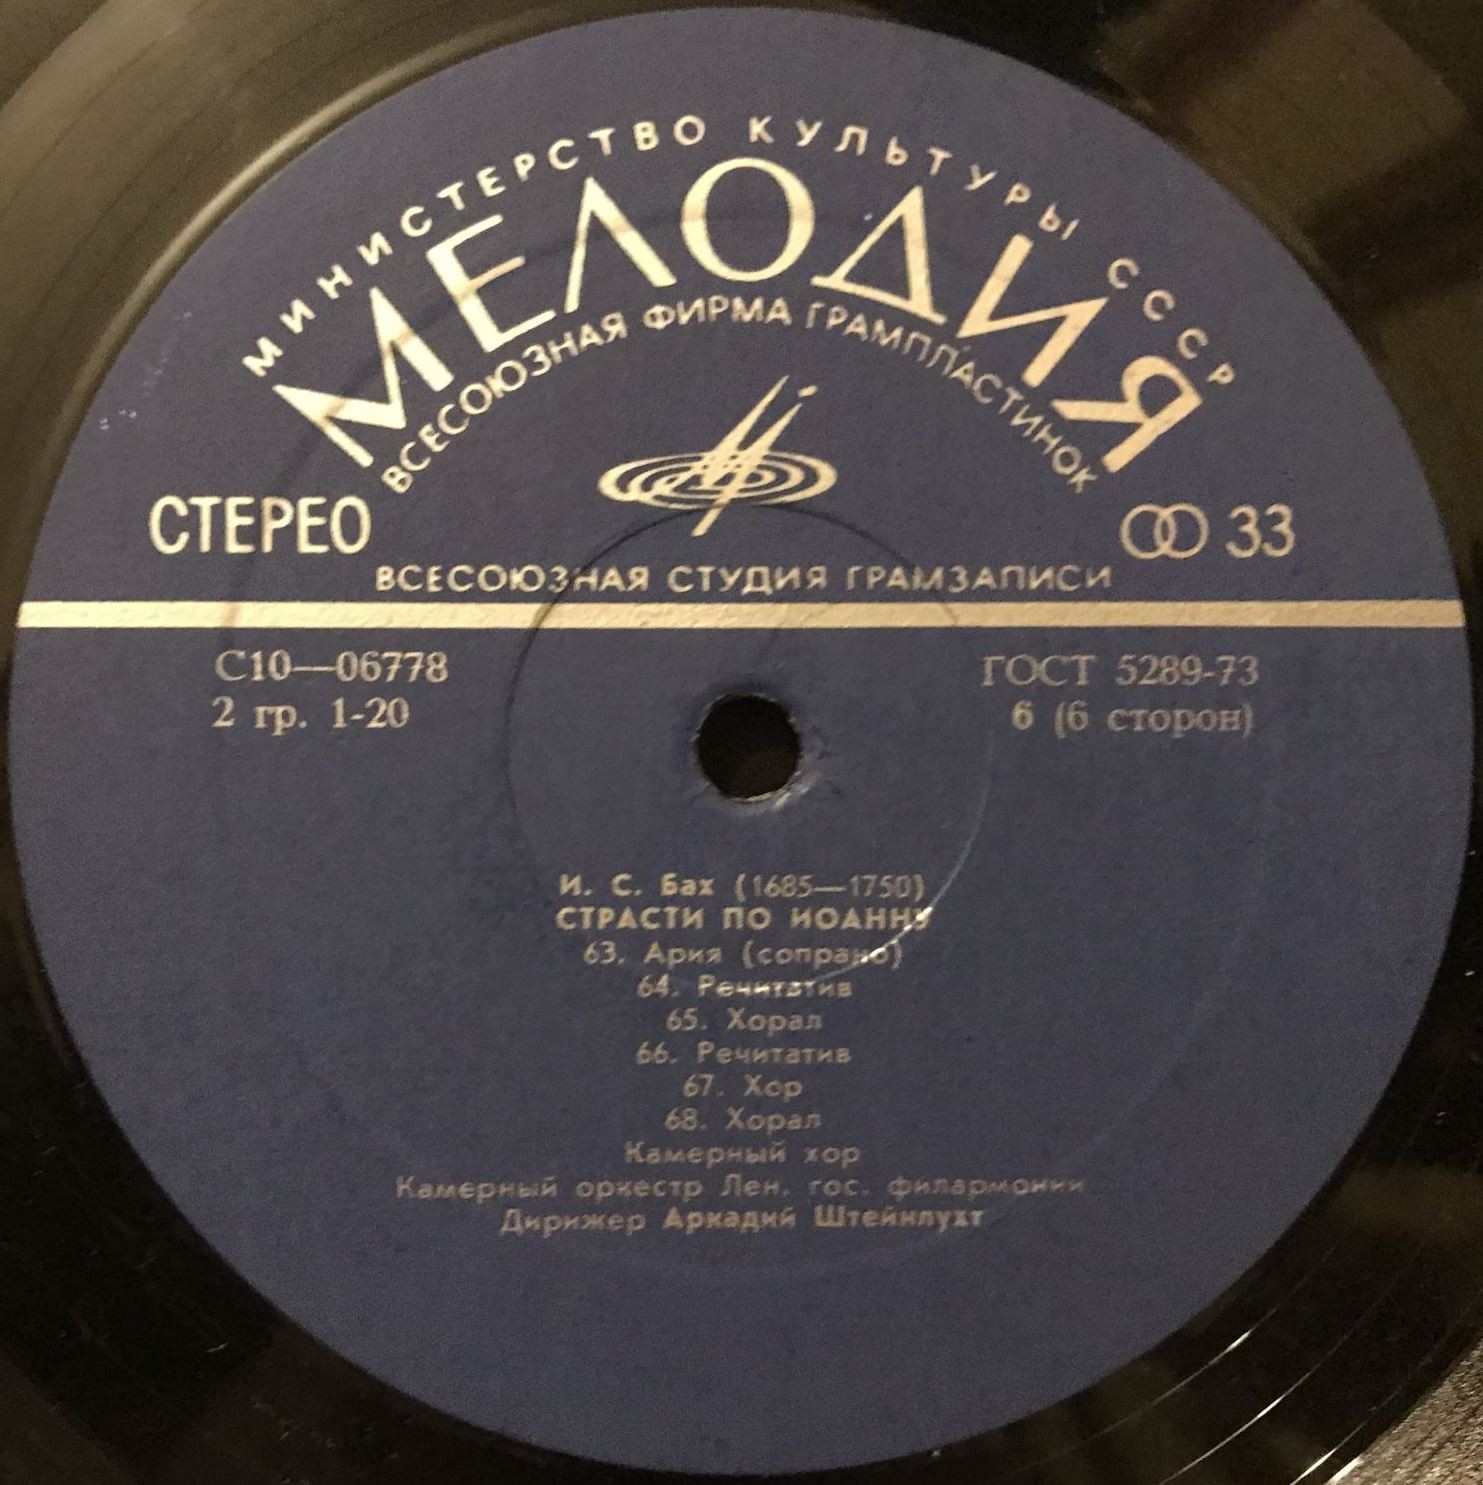 МИНИСТЕРСТВО КУЛЬТУРЫ СССР
МЕЛОДИЯ
ВСЕСОЮЗНАЯ ФИРМА ГРАМПЛАСТИНОК
СТЕРЕО
33
ВСЕСОЮЗНАЯ СТУДИЯ ГРАМЗАПИСИ
С10—06778
ГОСТ 5289-73
2 гр. 1-20
6 (6 сторон)
И. С. Бах (1685—1750)
СТРАСТИ ПО ИОАННУ
63. Ария (сопрано)
64. Речитатив
65. Хорал
66. Речитатив
67. Хор
68. Хорал
Камерный хор
Камерный оркестр Лен. гос. филармонии
Дирижер Аркадий Штейнлухт